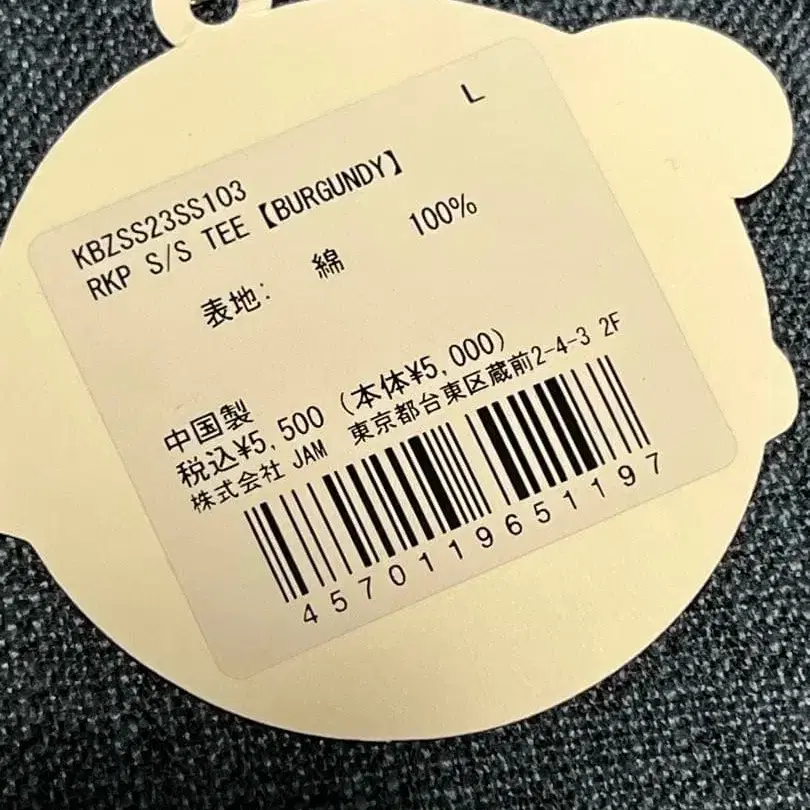 L
KBZSS23SS103
RKP S/S TEE【BURGUNDY】
表地: 綿 100%
中国製
税込¥5,500 (本体¥5,000)
株式会社 JAM 東京都台東区蔵前2-4-3 2F
4570119651197